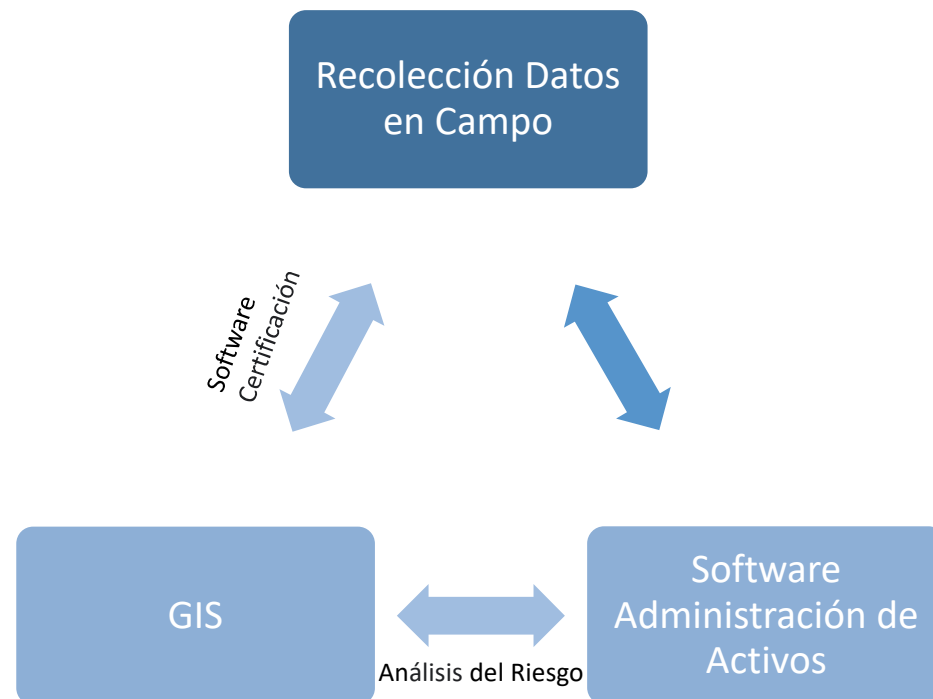 Recolección Datos
en Campo
Software
Certificación
GIS
Análisis del Riesgo
Software
Administración de
Activos